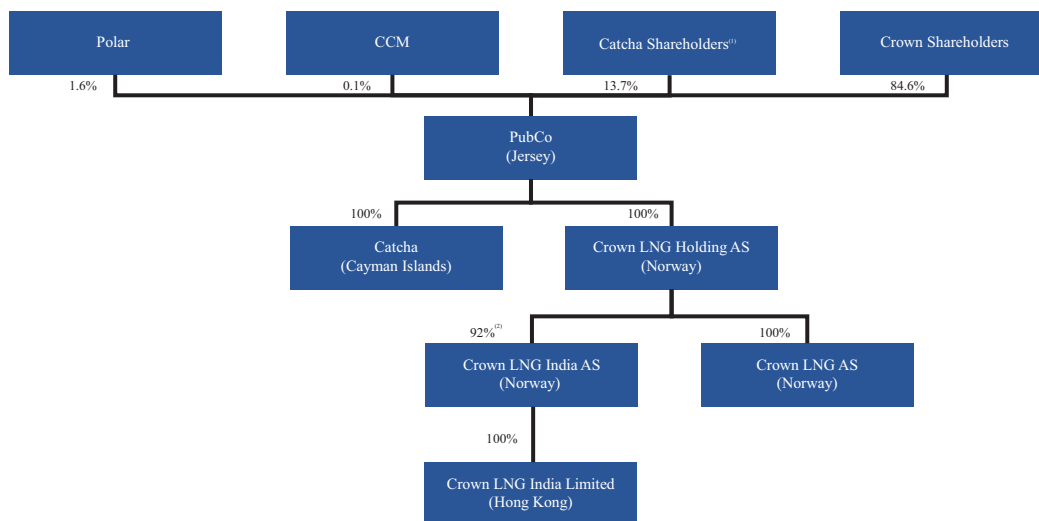 Polar
CCM
Catcha Shareholders(1)
Crown Shareholders
1.6%
0.1%
13.7%
84.6%
PubCo
(Jersey)
100%
100%
Catcha
(Cayman Islands)
Crown LNG Holding AS
(Norway)
92%(2)
100%
Crown LNG India AS
(Norway)
Crown LNG AS
(Norway)
100%
Crown LNG India Limited
(Hong Kong)